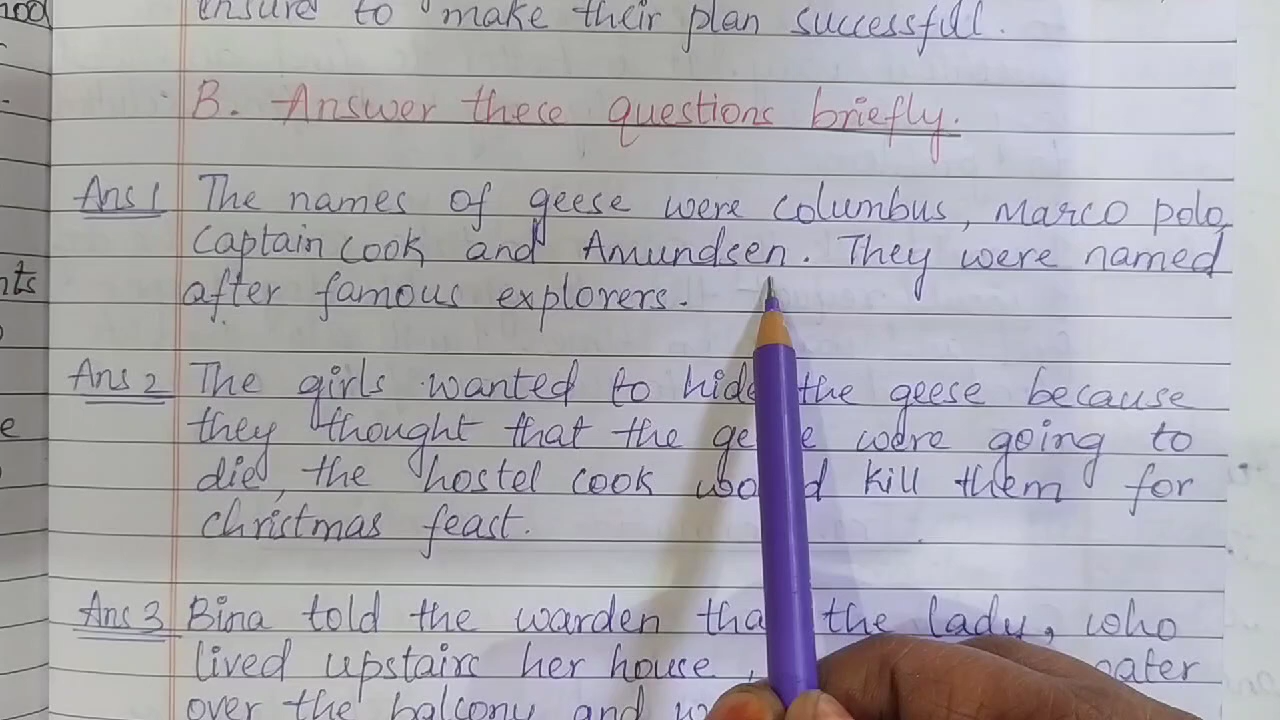 ensure to make their plan successfull.
B. Answer these questions briefly.
Ans 1 The names of geese were Columbus, Marco polo,
Captain cook and Amundsen. They were named
after famous explorers.
Ans 2 The girls wanted to hide the geese because
they thought that the geese were going to
die, the hostel cook would kill them for
christmas feast.
Ans 3 Bina told the warden that the lady, who
lived upstairs her house,
over the balcony and